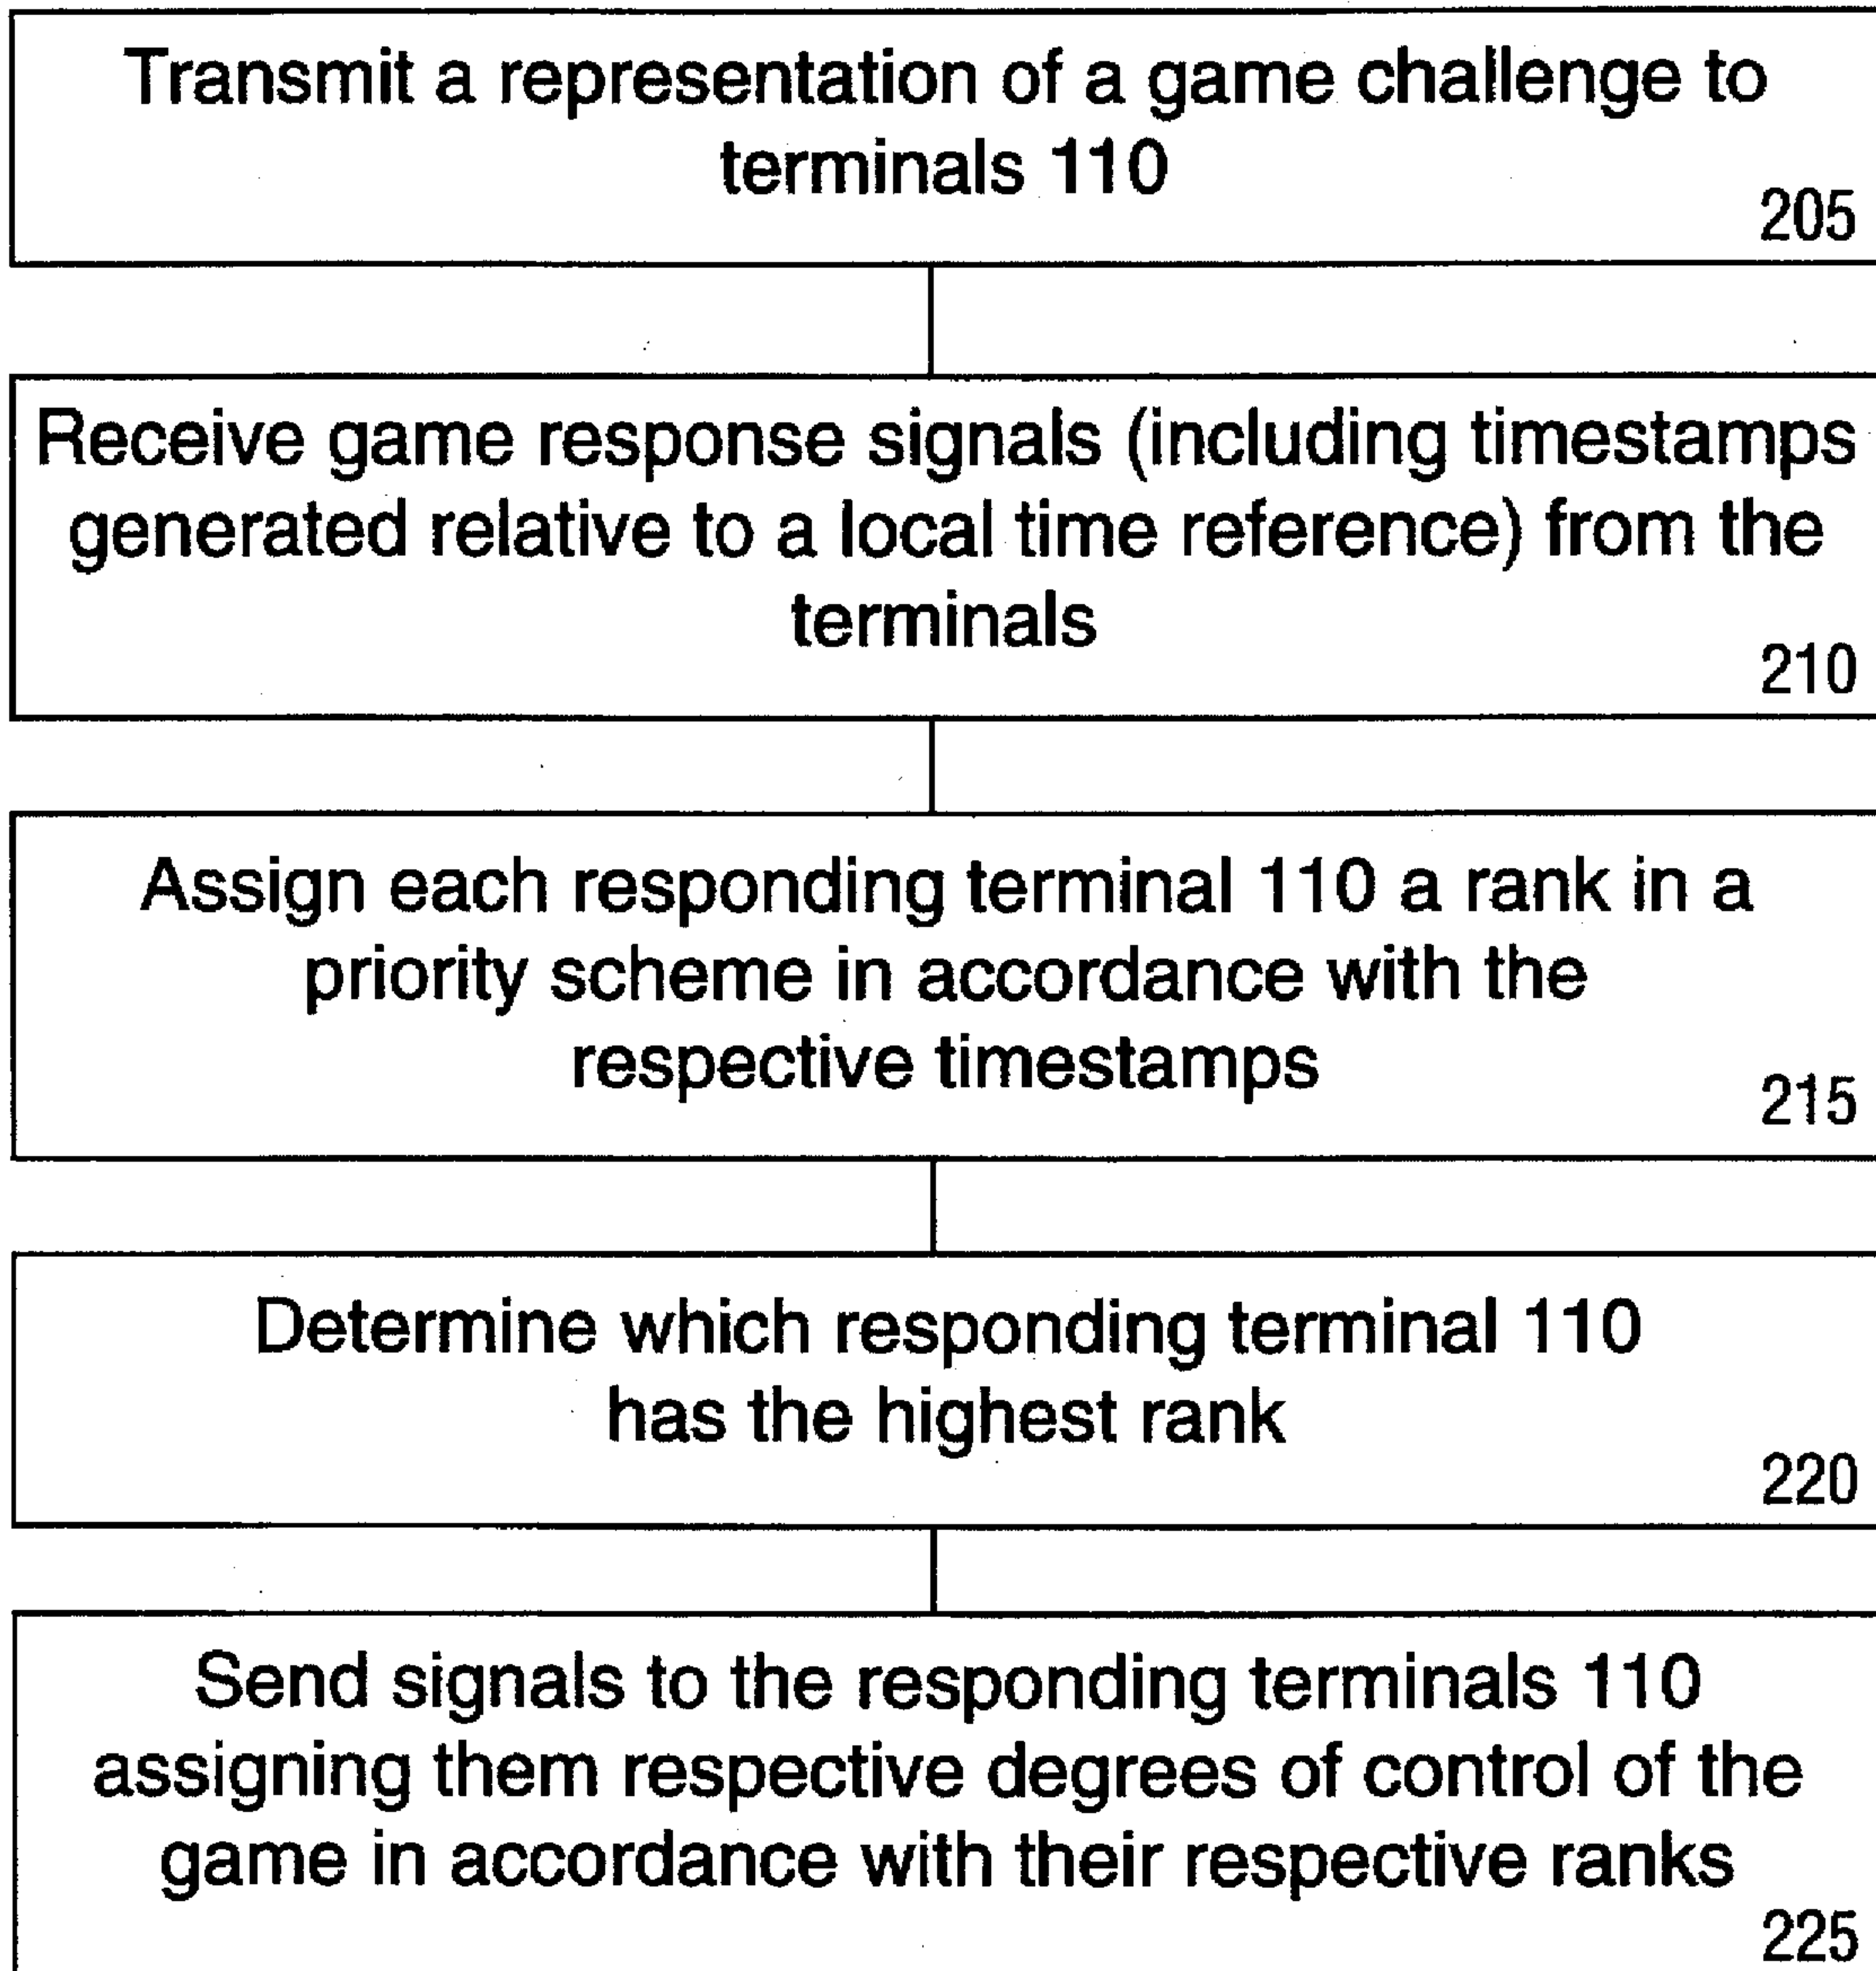 Transmit a representation of a game challenge to
terminals 110
205
Receive game response signals (including timestamps
generated relative to a local time reference) from the
terminals
210
Assign each responding terminal 110 a rank in a
priority scheme in accordance with the
respective timestamps
215
Determine which responding terminal 110
has the highest rank
220
Send signals to the responding terminals 110
assigning them respective degrees of control of the
game in accordance with their respective ranks
225